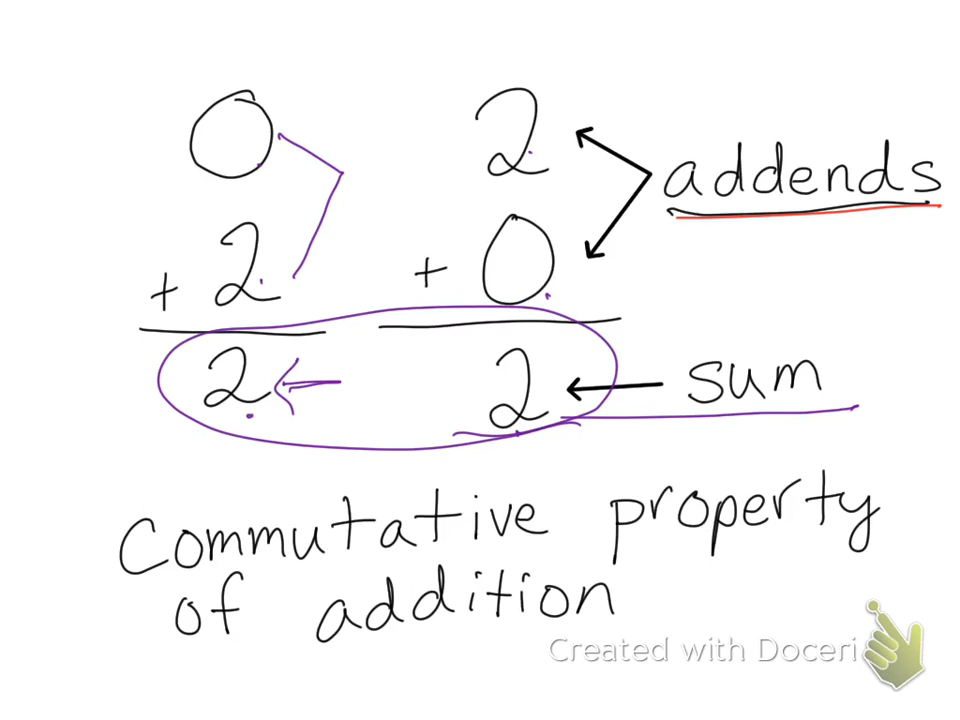 0 2
+ 2 + 0 addends
2 2 sum
Commutative property
of addition
Created with Doceri